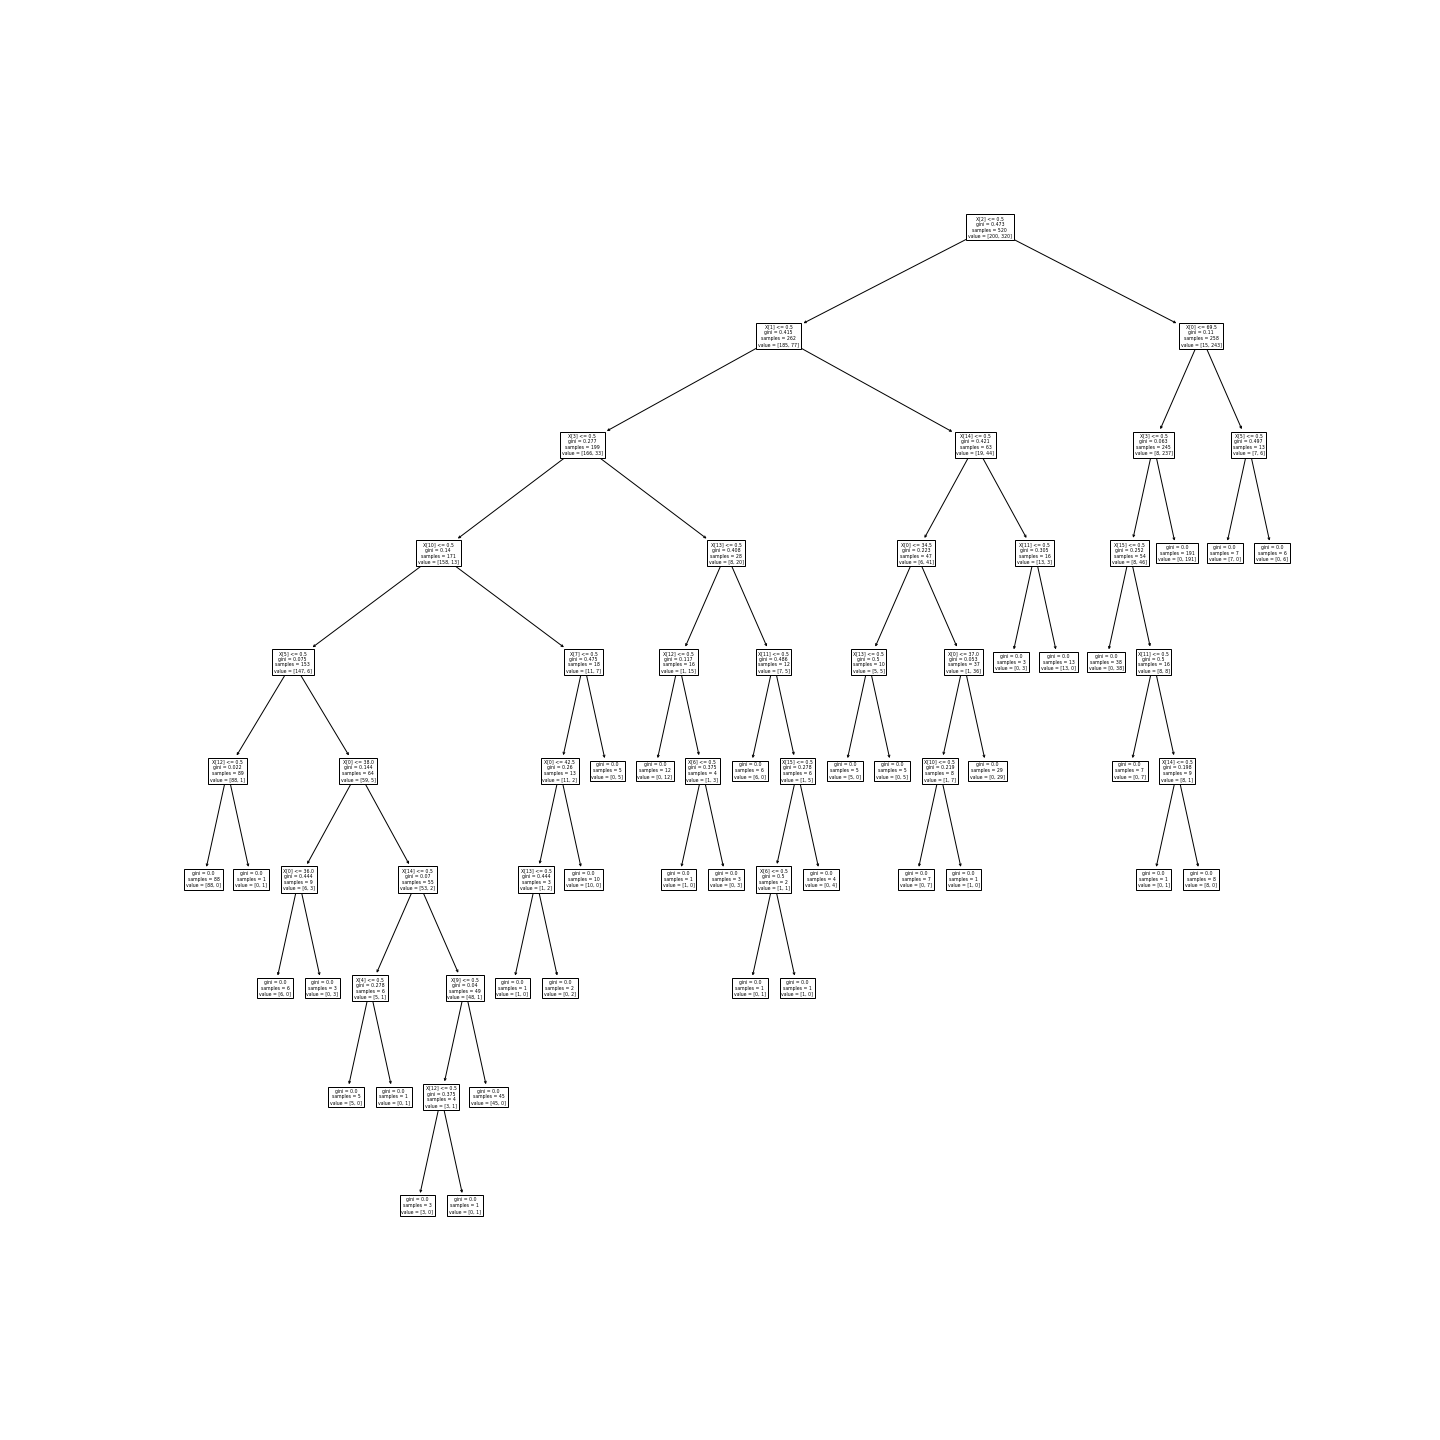 X[2] <= 0.5
gini = 0.473
samples = 520
value = [200, 320]
X[1] <= 0.5
gini = 0.415
samples = 262
value = [185, 77]
X[0] <= 69.5
gini = 0.11
samples = 258
value = [15, 243]
X[3] <= 0.5
gini = 0.277
samples = 199
value = [166, 33]
X[14] <= 0.5
gini = 0.421
samples = 63
value = [19, 44]
X[3] <= 0.5
gini = 0.063
samples = 245
value = [8, 237]
X[5] <= 0.5
gini = 0.497
samples = 13
value = [7, 6]
X[10] <= 0.5
gini = 0.14
samples = 171
value = [158, 13]
X[13] <= 0.5
gini = 0.408
samples = 28
value = [8, 20]
X[0] <= 34.5
gini = 0.223
samples = 47
value = [6, 41]
X[11] <= 0.5
gini = 0.305
samples = 16
value = [13, 3]
X[15] <= 0.5
gini = 0.252
samples = 54
value = [8, 46]
gini = 0.0
samples = 191
value = [0, 191]
gini = 0.0
samples = 7
value = [7, 0]
gini = 0.0
samples = 6
value = [0, 6]
X[5] <= 0.5
gini = 0.075
samples = 153
value = [147, 6]
X[7] <= 0.5
gini = 0.475
samples = 18
value = [11, 7]
X[12] <= 0.5
gini = 0.117
samples = 16
value = [1, 15]
X[11] <= 0.5
gini = 0.486
samples = 12
value = [7, 5]
X[13] <= 0.5
gini = 0.5
samples = 10
value = [5, 5]
X[0] <= 37.0
gini = 0.053
samples = 37
value = [1, 36]
gini = 0.0
samples = 3
value = [0, 3]
gini = 0.0
samples = 13
value = [13, 0]
gini = 0.0
samples = 38
value = [0, 38]
X[11] <= 0.5
gini = 0.5
samples = 16
value = [8, 8]
X[12] <= 0.5
gini = 0.022
samples = 89
value = [88, 1]
X[0] <= 38.0
gini = 0.144
samples = 64
value = [59, 5]
X[0] <= 42.5
gini = 0.26
samples = 13
value = [11, 2]
gini = 0.0
samples = 5
value = [0, 5]
gini = 0.0
samples = 12
value = [0, 12]
X[6] <= 0.5
gini = 0.375
samples = 4
value = [1, 3]
gini = 0.0
samples = 6
value = [6, 0]
X[15] <= 0.5
gini = 0.278
samples = 6
value = [1, 5]
gini = 0.0
samples = 5
value = [5, 0]
gini = 0.0
samples = 5
value = [0, 5]
X[10] <= 0.5
gini = 0.219
samples = 8
value = [1, 7]
gini = 0.0
samples = 29
value = [0, 29]
gini = 0.0
samples = 7
value = [0, 7]
X[14] <= 0.5
gini = 0.198
samples = 9
value = [8, 1]
gini = 0.0
samples = 88
value = [88, 0]
gini = 0.0
samples = 1
value = [0, 1]
X[0] <= 36.0
gini = 0.444
samples = 9
value = [6, 3]
X[14] <= 0.5
gini = 0.07
samples = 55
value = [53, 2]
X[13] <= 0.5
gini = 0.444
samples = 3
value = [1, 2]
gini = 0.0
samples = 10
value = [10, 0]
gini = 0.0
samples = 1
value = [1, 0]
gini = 0.0
samples = 3
value = [0, 3]
X[6] <= 0.5
gini = 0.5
samples = 2
value = [1, 1]
gini = 0.0
samples = 4
value = [0, 4]
gini = 0.0
samples = 7
value = [0, 7]
gini = 0.0
samples = 1
value = [1, 0]
gini = 0.0
samples = 1
value = [0, 1]
gini = 0.0
samples = 8
value = [8, 0]
gini = 0.0
samples = 6
value = [6, 0]
gini = 0.0
samples = 3
value = [0, 3]
X[4] <= 0.5
gini = 0.278
samples = 6
value = [5, 1]
X[9] <= 0.5
gini = 0.04
samples = 49
value = [48, 1]
gini = 0.0
samples = 1
value = [1, 0]
gini = 0.0
samples = 2
value = [0, 2]
gini = 0.0
samples = 1
value = [0, 1]
gini = 0.0
samples = 1
value = [1, 0]
gini = 0.0
samples = 5
value = [5, 0]
gini = 0.0
samples = 1
value = [0, 1]
X[12] <= 0.5
gini = 0.375
samples = 4
value = [3, 1]
gini = 0.0
samples = 45
value = [45, 0]
gini = 0.0
samples = 3
value = [3, 0]
gini = 0.0
samples = 1
value = [0, 1]